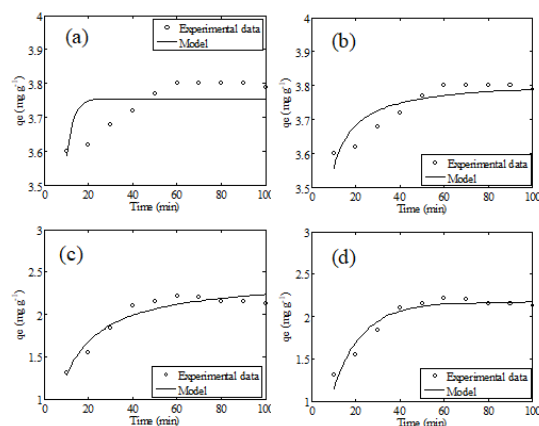 (a)
Experimental data
Model
qe (mg g-1)
4
3.9
3.8
3.7
3.6
3.5
0 20 40 60 80 100
Time (min)
(b)
Experimental data
Model
qe (mg g-1)
4
3.9
3.8
3.7
3.6
3.5
0 20 40 60 80 100
Time (min)
(c)
Experimental data
Model
qe (mg g-1)
3
2.5
2
1.5
1
0 20 40 60 80 100
Time (min)
(d)
Experimental data
Model
qe (mg g-1)
3
2.5
2
1.5
1
0 20 40 60 80 100
Time (min)